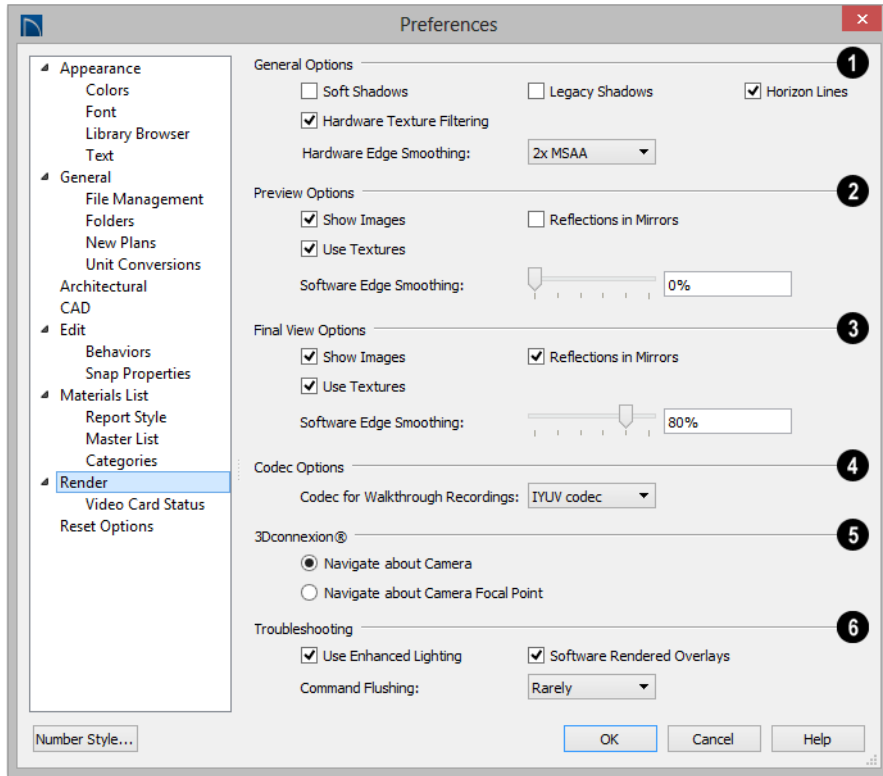 Preferences
Appearance
Colors
Font
Library Browser
Text
General
File Management
Folders
New Plans
Unit Conversions
Architectural
CAD
Edit
Behaviors
Snap Properties
Materials List
Report Style
Master List
Categories
Render
Video Card Status
Reset Options
General Options 1
Soft Shadows Legacy Shadows Horizon Lines
Hardware Texture Filtering
Hardware Edge Smoothing: 2x MSAA
Preview Options 2
Show Images Reflections in Mirrors
Use Textures
Software Edge Smoothing: 0%
Final View Options 3
Show Images Reflections in Mirrors
Use Textures
Software Edge Smoothing: 80%
Codec Options 4
Codec for Walkthrough Recordings: IYUV codec
3Dconnexion® 5
Navigate about Camera
Navigate about Camera Focal Point
Troubleshooting 6
Use Enhanced Lighting Software Rendered Overlays
Command Flushing: Rarely
Number Style... OK Cancel Help